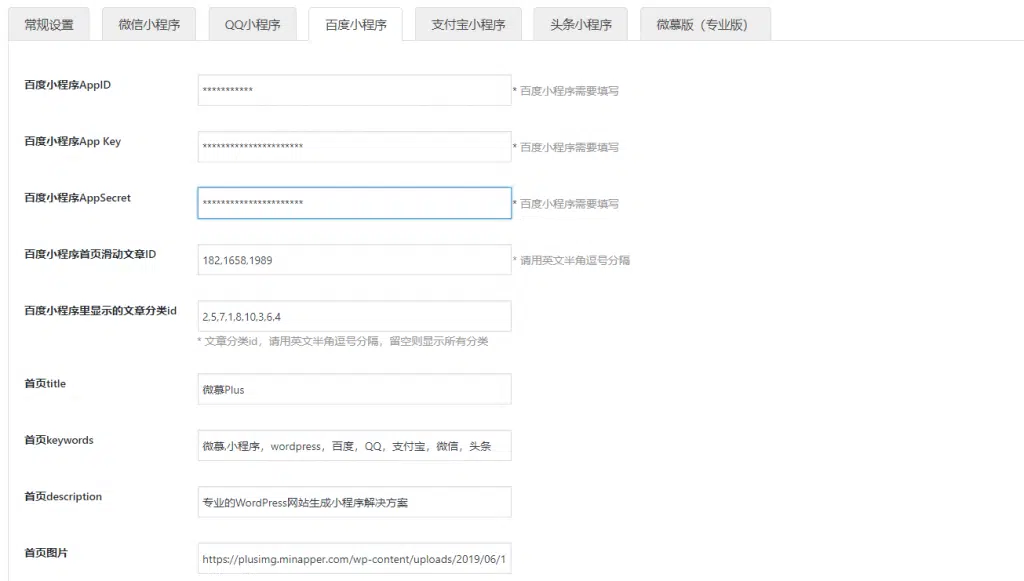 常规设置 微信小程序 QQ小程序 百度小程序 支付宝小程序 头条小程序 微慕版（专业版）
百度小程序AppID *********** * 百度小程序需要填写
百度小程序App Key ********************** * 百度小程序需要填写
百度小程序AppSecret ********************** * 百度小程序需要填写
百度小程序首页滑动文章ID 182,1658,1989 * 请用英文半角逗号分隔
百度小程序里显示的文章分类id 2,5,7,1,8,10,3,6,4
* 文章分类id，请用英文半角逗号分隔，留空则显示所有分类
首页title 微慕Plus
首页keywords 微慕,小程序，wordpress，百度，QQ，支付宝，微信，头条
首页description 专业的WordPress网站生成小程序解决方案
首页图片 https://plusimg.minapper.com/wp-content/uploads/2019/06/1